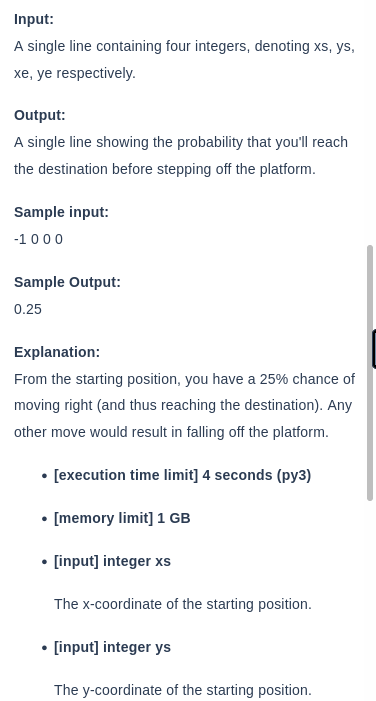 Input:
A single line containing four integers, denoting xs, ys,
xe, ye respectively.
Output:
A single line showing the probability that you'll reach
the destination before stepping off the platform.
Sample input:
-1 0 0 0
Sample Output:
0.25
Explanation:
From the starting position, you have a 25% chance of
moving right (and thus reaching the destination). Any
other move would result in falling off the platform.
• [execution time limit] 4 seconds (py3)
• [memory limit] 1 GB
• [input] integer xs
The x-coordinate of the starting position.
• [input] integer ys
The y-coordinate of the starting position.